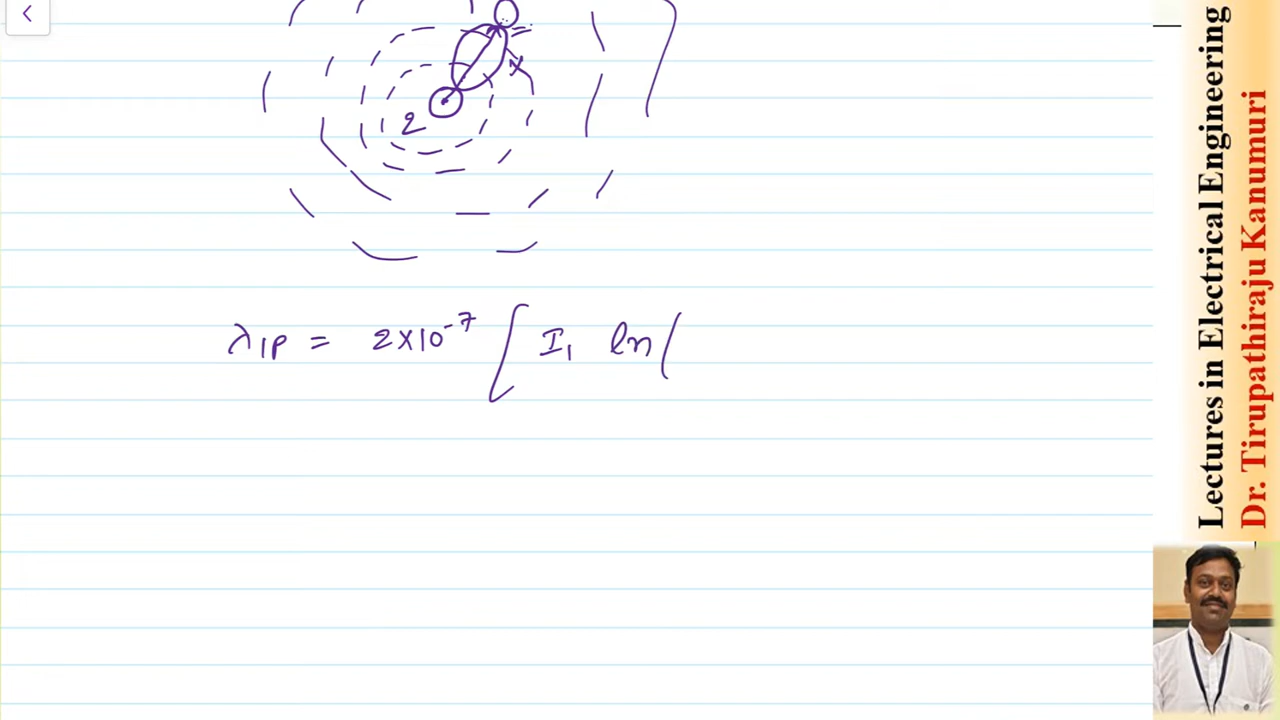 2
x
λ₁ₚ = 2×10⁻⁷ [ I₁ ln(
Lectures in Electrical Engineering
Dr. Tirupathiraju Kanumuri